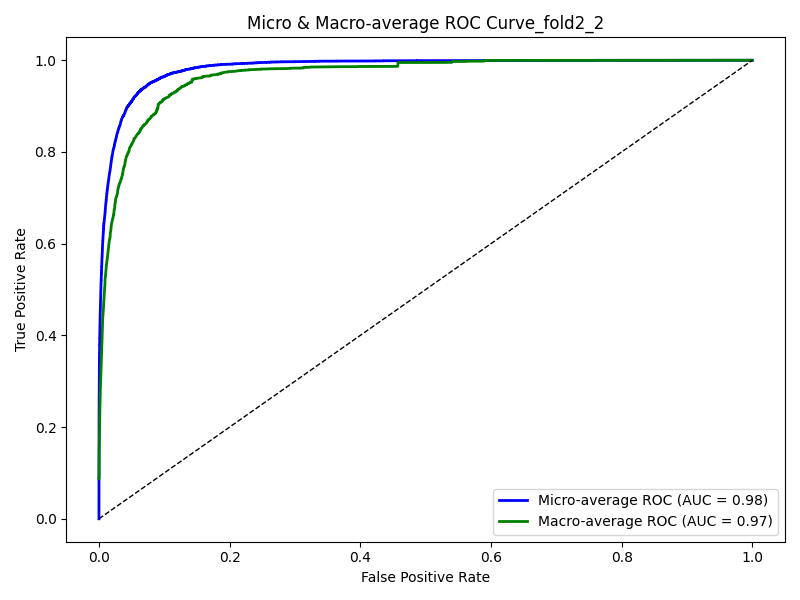 Micro & Macro-average ROC Curve_fold2_2
True Positive Rate
1.0
0.8
0.6
0.4
0.2
0.0
0.0 0.2 0.4 0.6 0.8 1.0
False Positive Rate
Micro-average ROC (AUC = 0.98)
Macro-average ROC (AUC = 0.97)